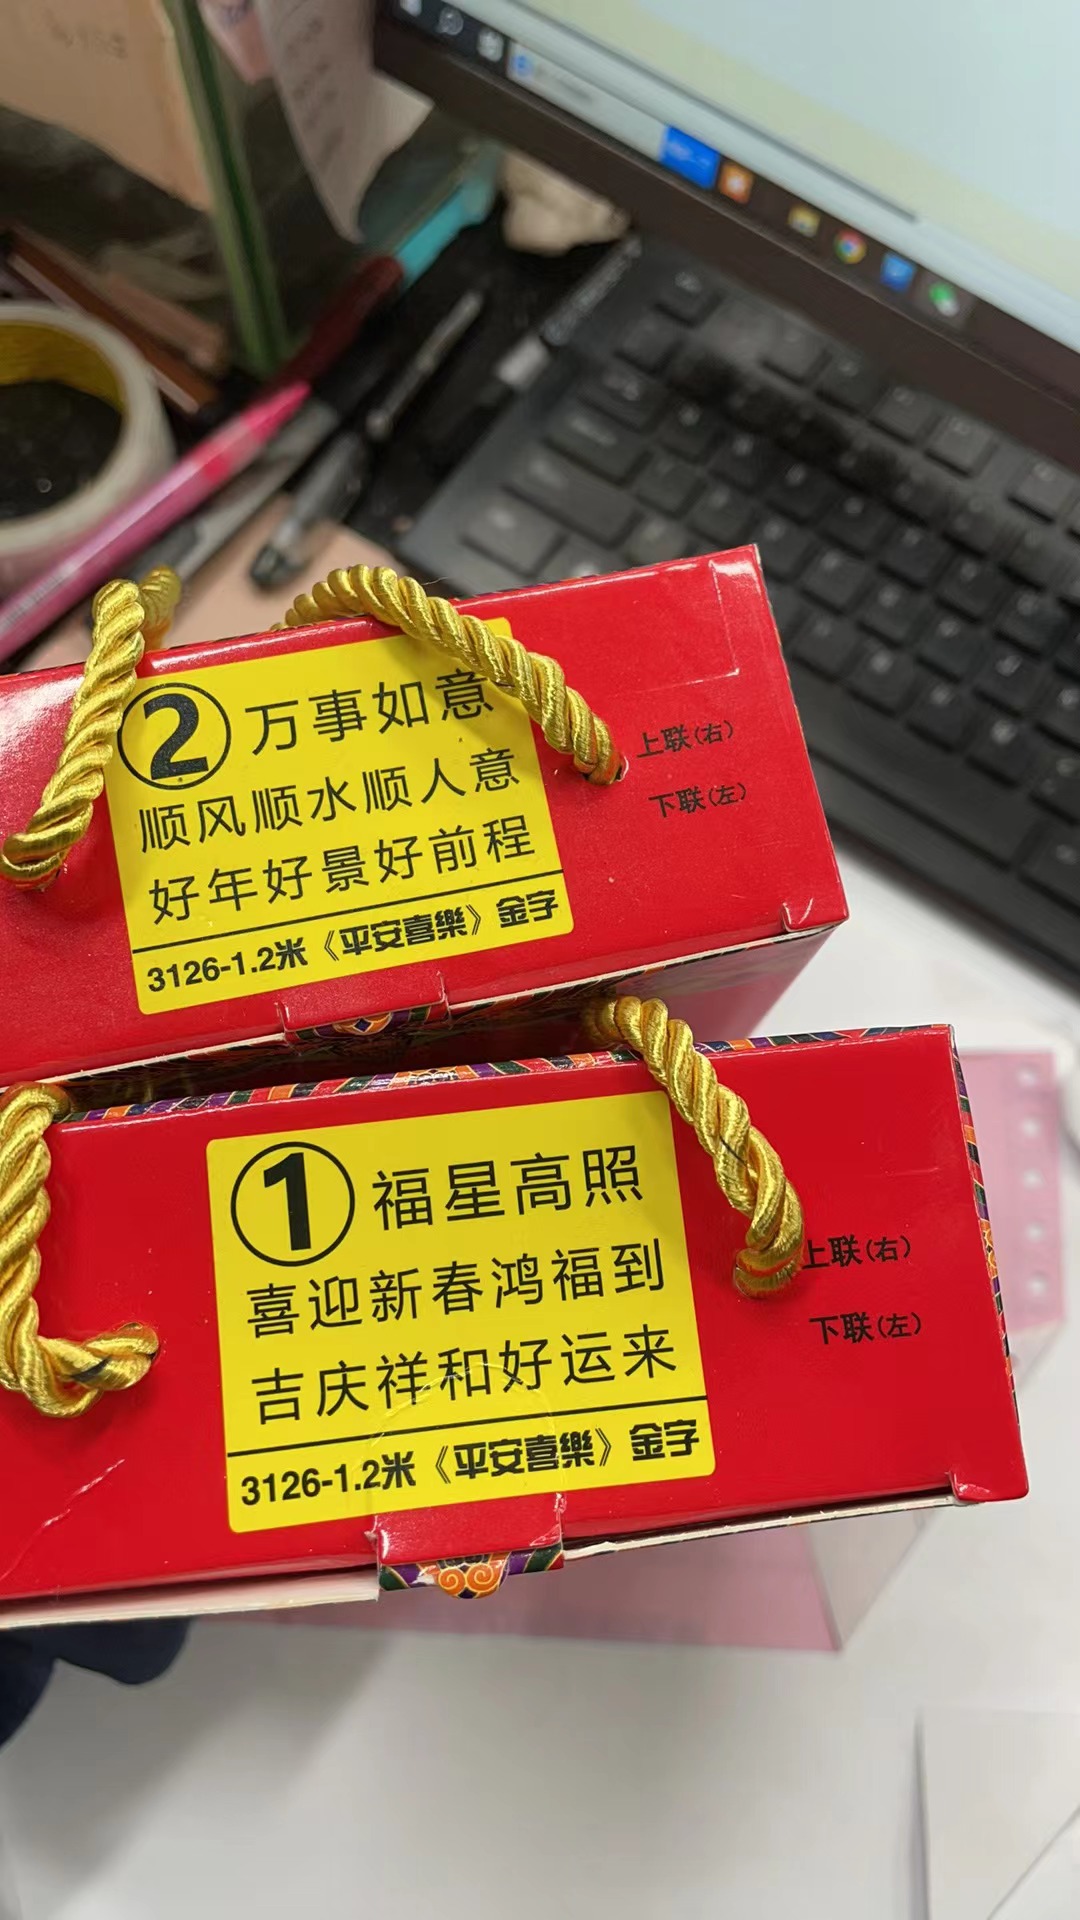 ② 万事如意
顺风顺水顺人意
好年好景好前程
3126-1.2米《平安喜樂》金字
上联(右)
下联(左)
① 福星高照
喜迎新春鸿福到
吉庆祥和好运来
3126-1.2米《平安喜樂》金字
上联(右)
下联(左)